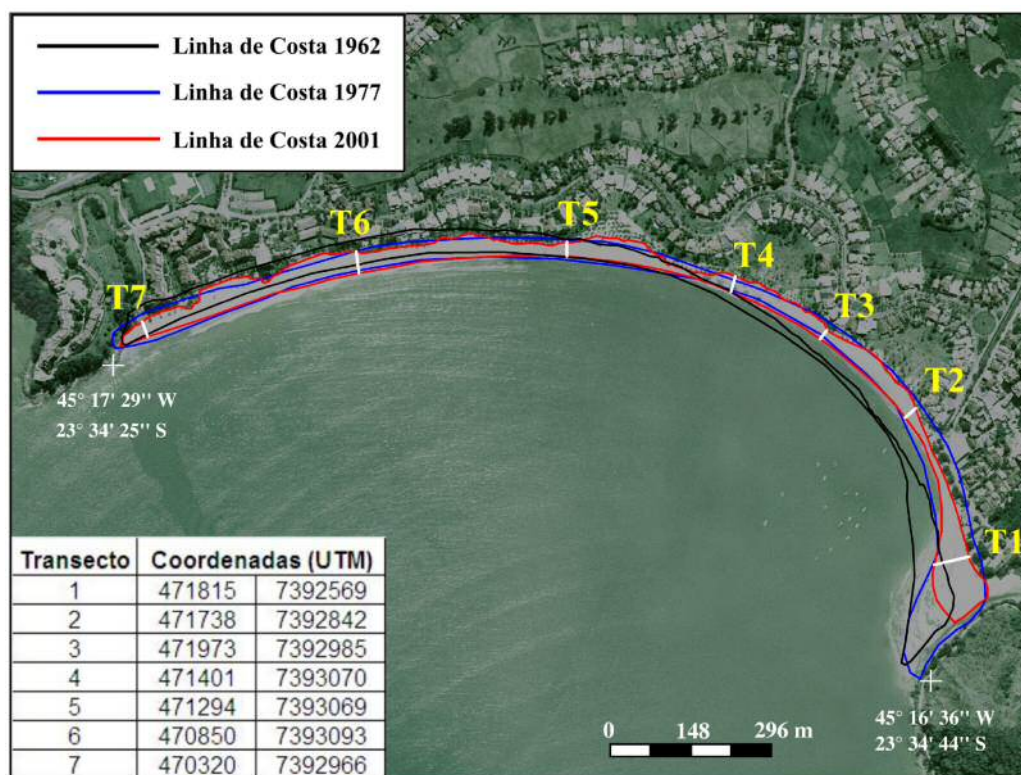 Linha de Costa 1962
Linha de Costa 1977
Linha de Costa 2001
T6
T5
T4
T7
T3
T2
T1
45° 17' 29'' W
23° 34' 25'' S
Transecto Coordenadas (UTM)
1 471815 7392569
2 471738 7392842
3 471973 7392985
4 471401 7393070
5 471294 7393069
6 470850 7393093
7 470320 7392966
0 148 296 m
45° 16' 36'' W
23° 34' 44'' S